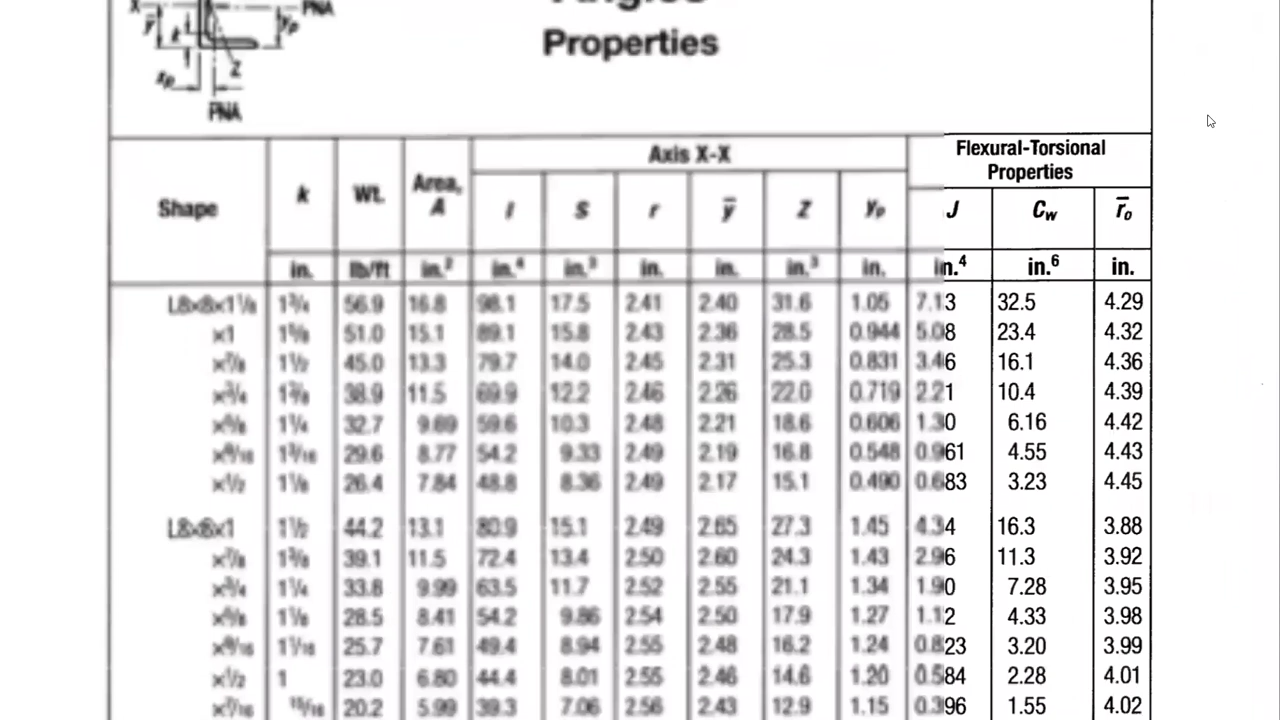 Properties
PNA
X
PNA
ȳ
k
yp
Z
xp
PNA
Axis X-X
Flexural-Torsional
Properties
Shape k Wt. Area, A I S r ȳ Z yp J Cw r̄o
in. lb/ft in.² in.⁴ in.³ in. in. in.³ in. in.⁴ in.⁶ in.
L8×8×1⅛ 1¾ 56.9 16.8 98.1 17.5 2.41 2.40 31.6 1.05 7.13 32.5 4.29
×1 1⅝ 51.0 15.1 89.1 15.8 2.43 2.36 28.5 0.944 5.08 23.4 4.32
×⅞ 1½ 45.0 13.3 79.7 14.0 2.45 2.31 25.3 0.831 3.46 16.1 4.36
×¾ 1⅜ 38.9 11.5 69.9 12.2 2.46 2.26 22.0 0.719 2.21 10.4 4.39
×⅝ 1¼ 32.7 9.69 59.6 10.3 2.48 2.21 18.6 0.606 1.30 6.16 4.42
×9/16 1 3/16 29.6 8.77 54.2 9.33 2.49 2.19 16.8 0.548 0.961 4.55 4.43
×½ 1⅛ 26.4 7.84 48.8 8.36 2.49 2.17 15.1 0.490 0.683 3.23 4.45
L8×6×1 1½ 44.2 13.1 80.9 15.1 2.49 2.65 27.3 1.45 4.34 16.3 3.88
×⅞ 1⅜ 39.1 11.5 72.4 13.4 2.50 2.60 24.3 1.43 2.96 11.3 3.92
×¾ 1¼ 33.8 9.99 63.5 11.7 2.52 2.55 21.1 1.34 1.90 7.28 3.95
×⅝ 1⅛ 28.5 8.41 54.2 9.86 2.54 2.50 17.9 1.27 1.12 4.33 3.98
×9/16 1 1/16 25.7 7.61 49.4 8.94 2.55 2.48 16.2 1.24 0.823 3.20 3.99
×½ 1 23.0 6.80 44.4 8.01 2.55 2.46 14.6 1.20 0.584 2.28 4.01
×7/16 15/16 20.2 5.99 39.3 7.06 2.56 2.43 12.9 1.15 0.396 1.55 4.02